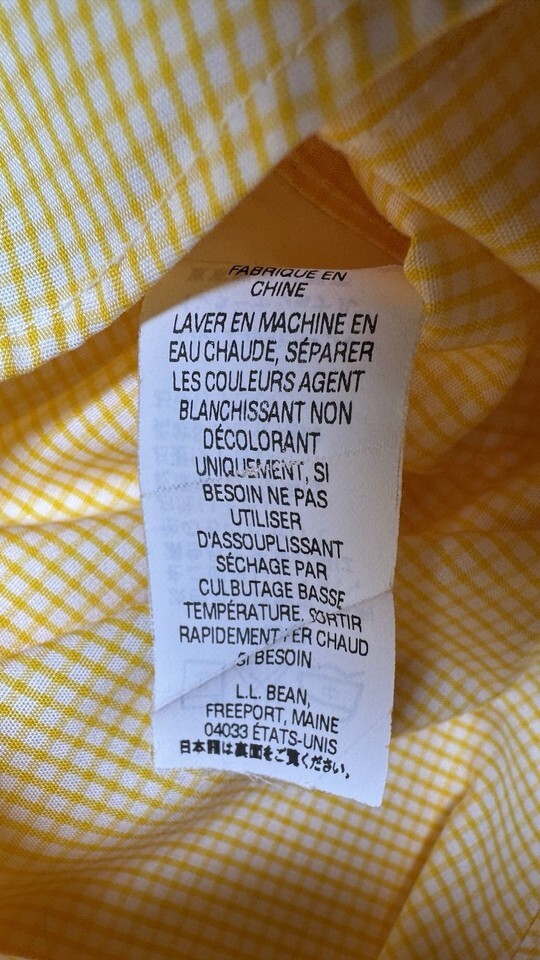 FABRIQUE EN
CHINE
LAVER EN MACHINE EN
EAU CHAUDE, SÉPARER
LES COULEURS AGENT
BLANCHISSANT NON
DÉCOLORANT
UNIQUEMENT, SI
BESOIN NE PAS
UTILISER
D'ASSOUPLISSANT
SÉCHAGE PAR
CULBUTAGE BASSE
TEMPÉRATURE. SORTIR
RAPIDEMENT FER CHAUD
SI BESOIN
L.L. BEAN,
FREEPORT, MAINE
04033 ÉTATS-UNIS
日本語は裏面をご覧ください。